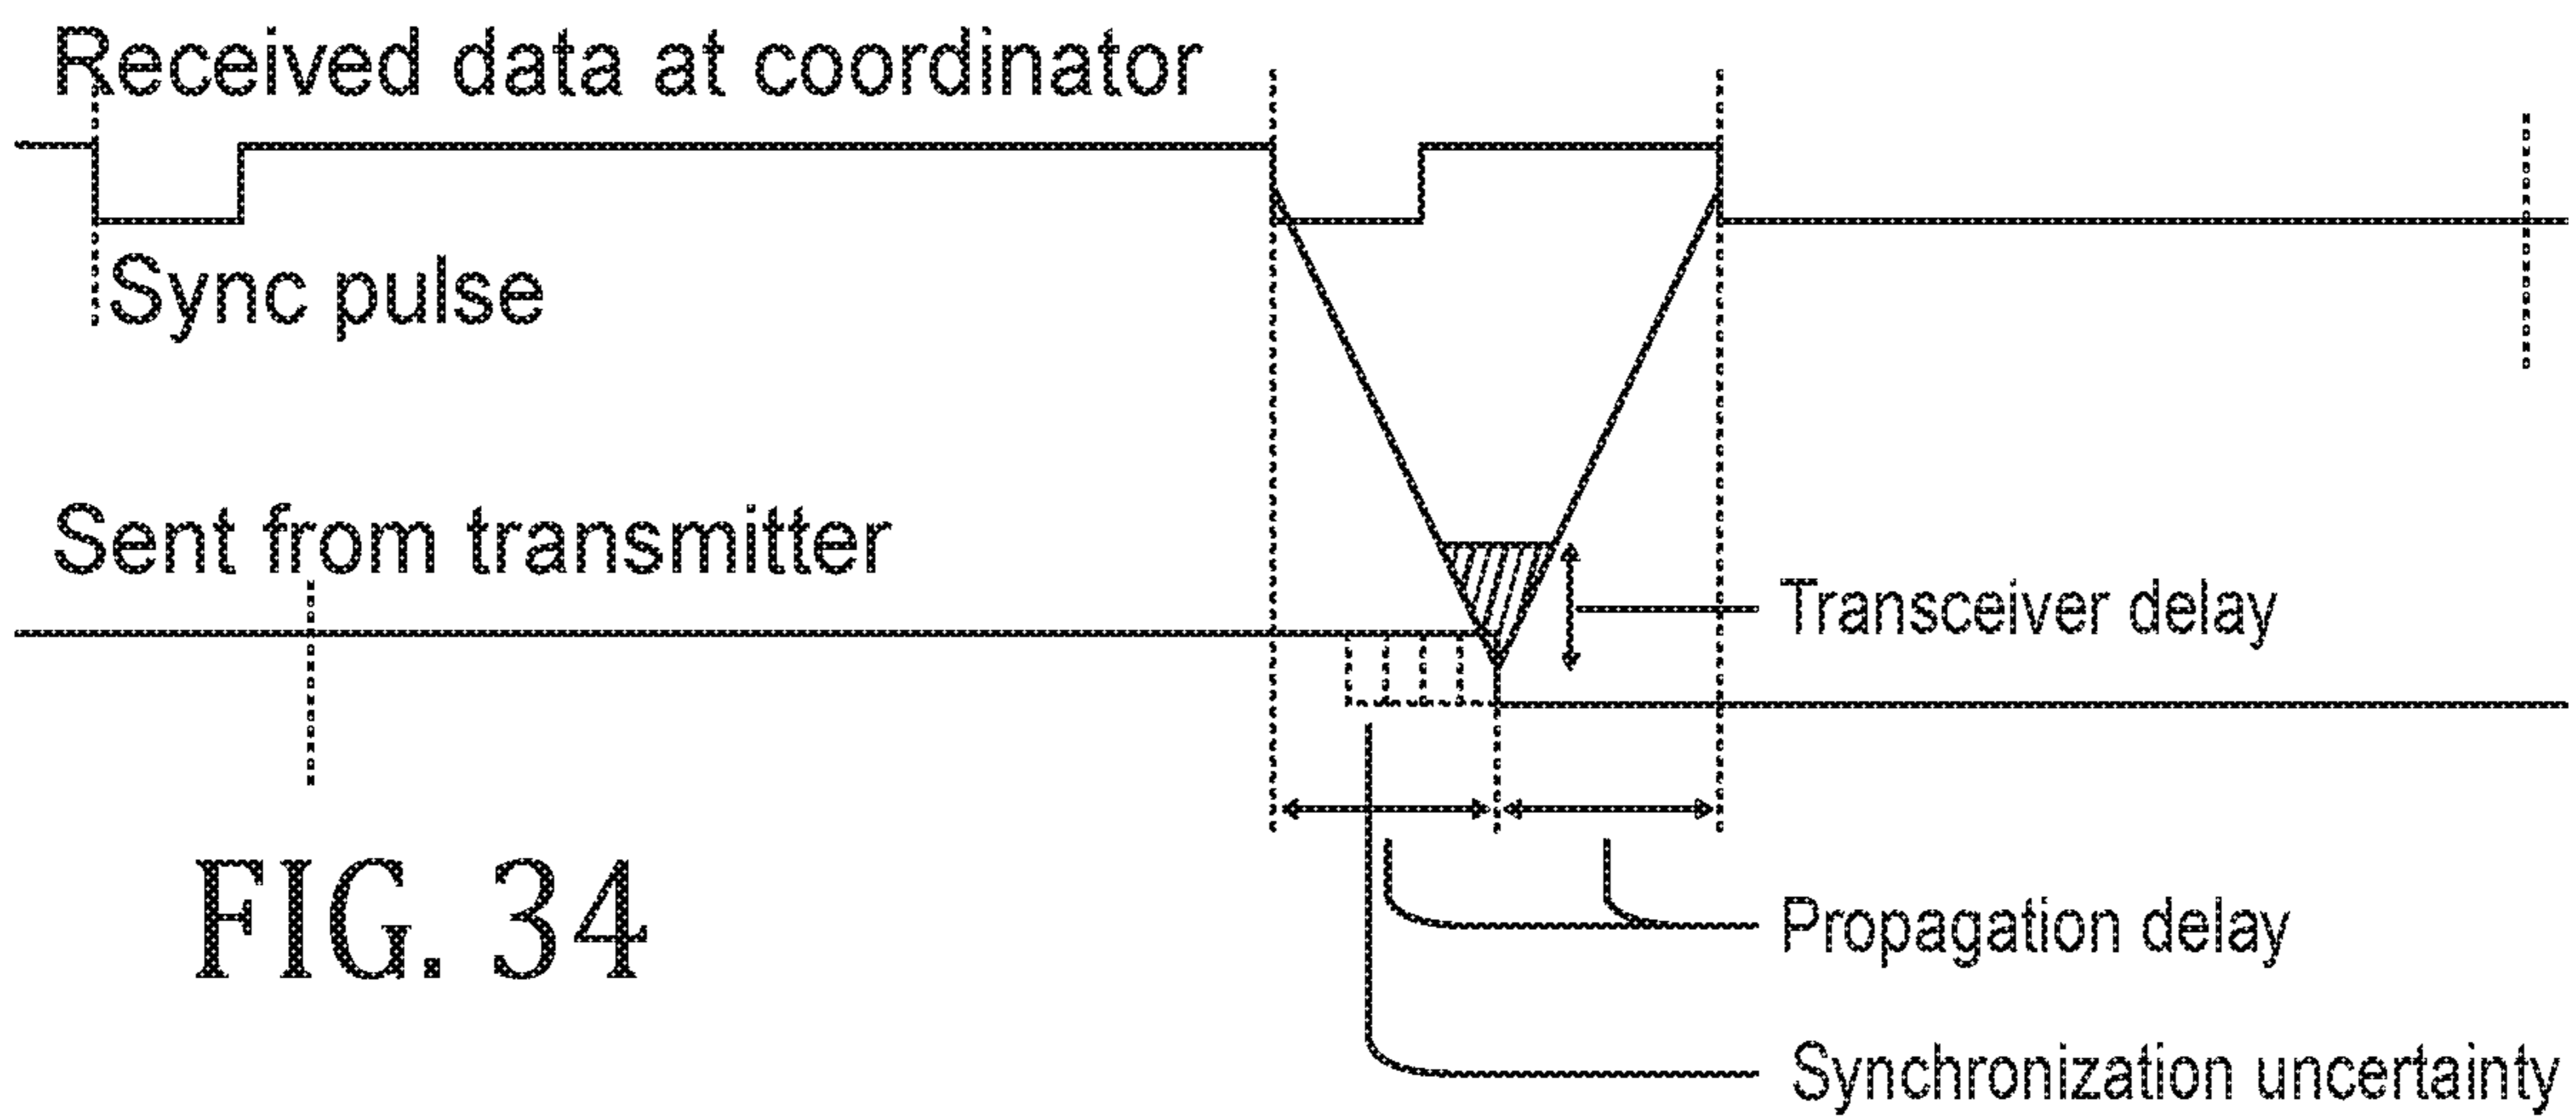 Received data at coordinator
Sync pulse
Sent from transmitter
Transceiver delay
FIG. 34
Propagation delay
Synchronization uncertainty